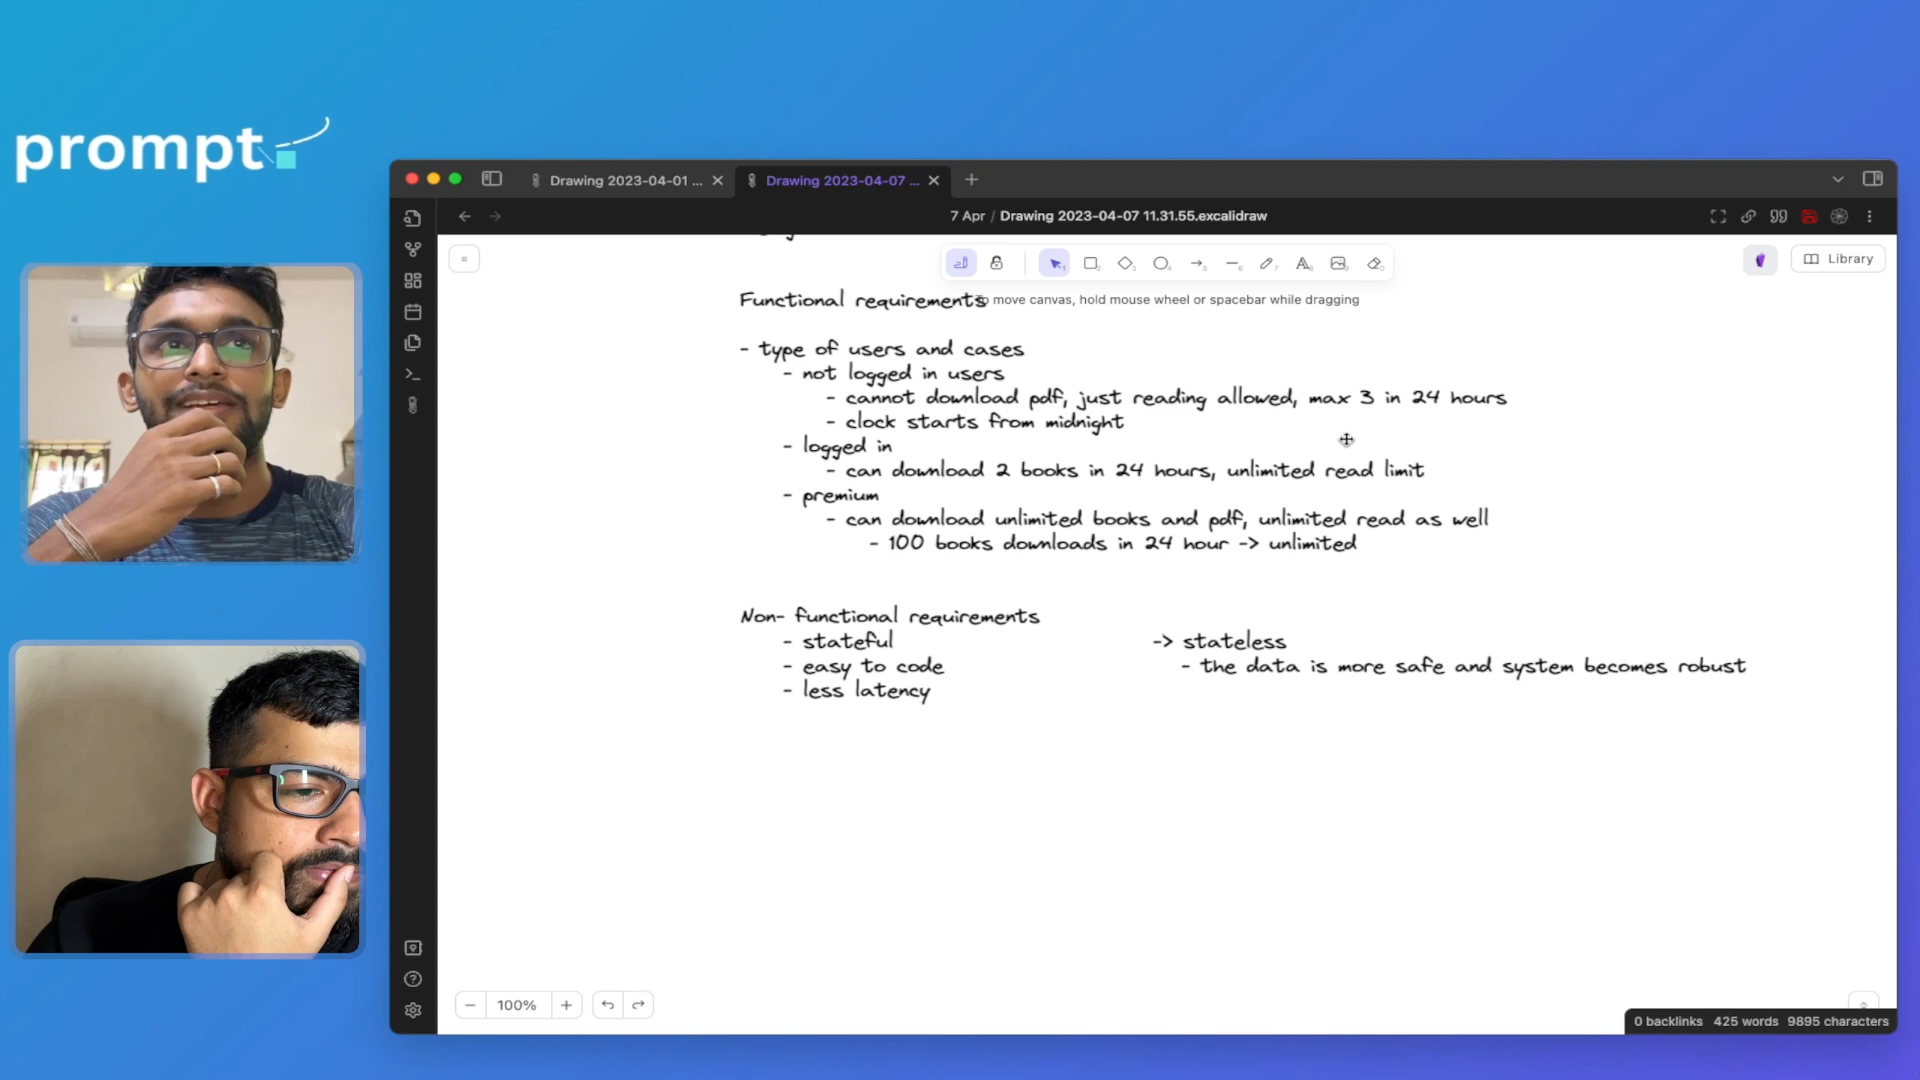 prompt
Drawing 2023-04-01 ...
Drawing 2023-04-07 ...
7 Apr / Drawing 2023-04-07 11.31.55.excalidraw
Library
Functional requirements
move canvas, hold mouse wheel or spacebar while dragging
- type of users and cases
- not logged in users
- cannot download pdf, just reading allowed, max 3 in 24 hours
- clock starts from midnight
- logged in
- can download 2 books in 24 hours, unlimited read limit
- premium
- can download unlimited books and pdf, unlimited read as well
- 100 books downloads in 24 hour -> unlimited
Non- functional requirements
- stateful
-> stateless
- easy to code
- the data is more safe and system becomes robust
- less latency
100%
0 backlinks 425 words 9895 characters